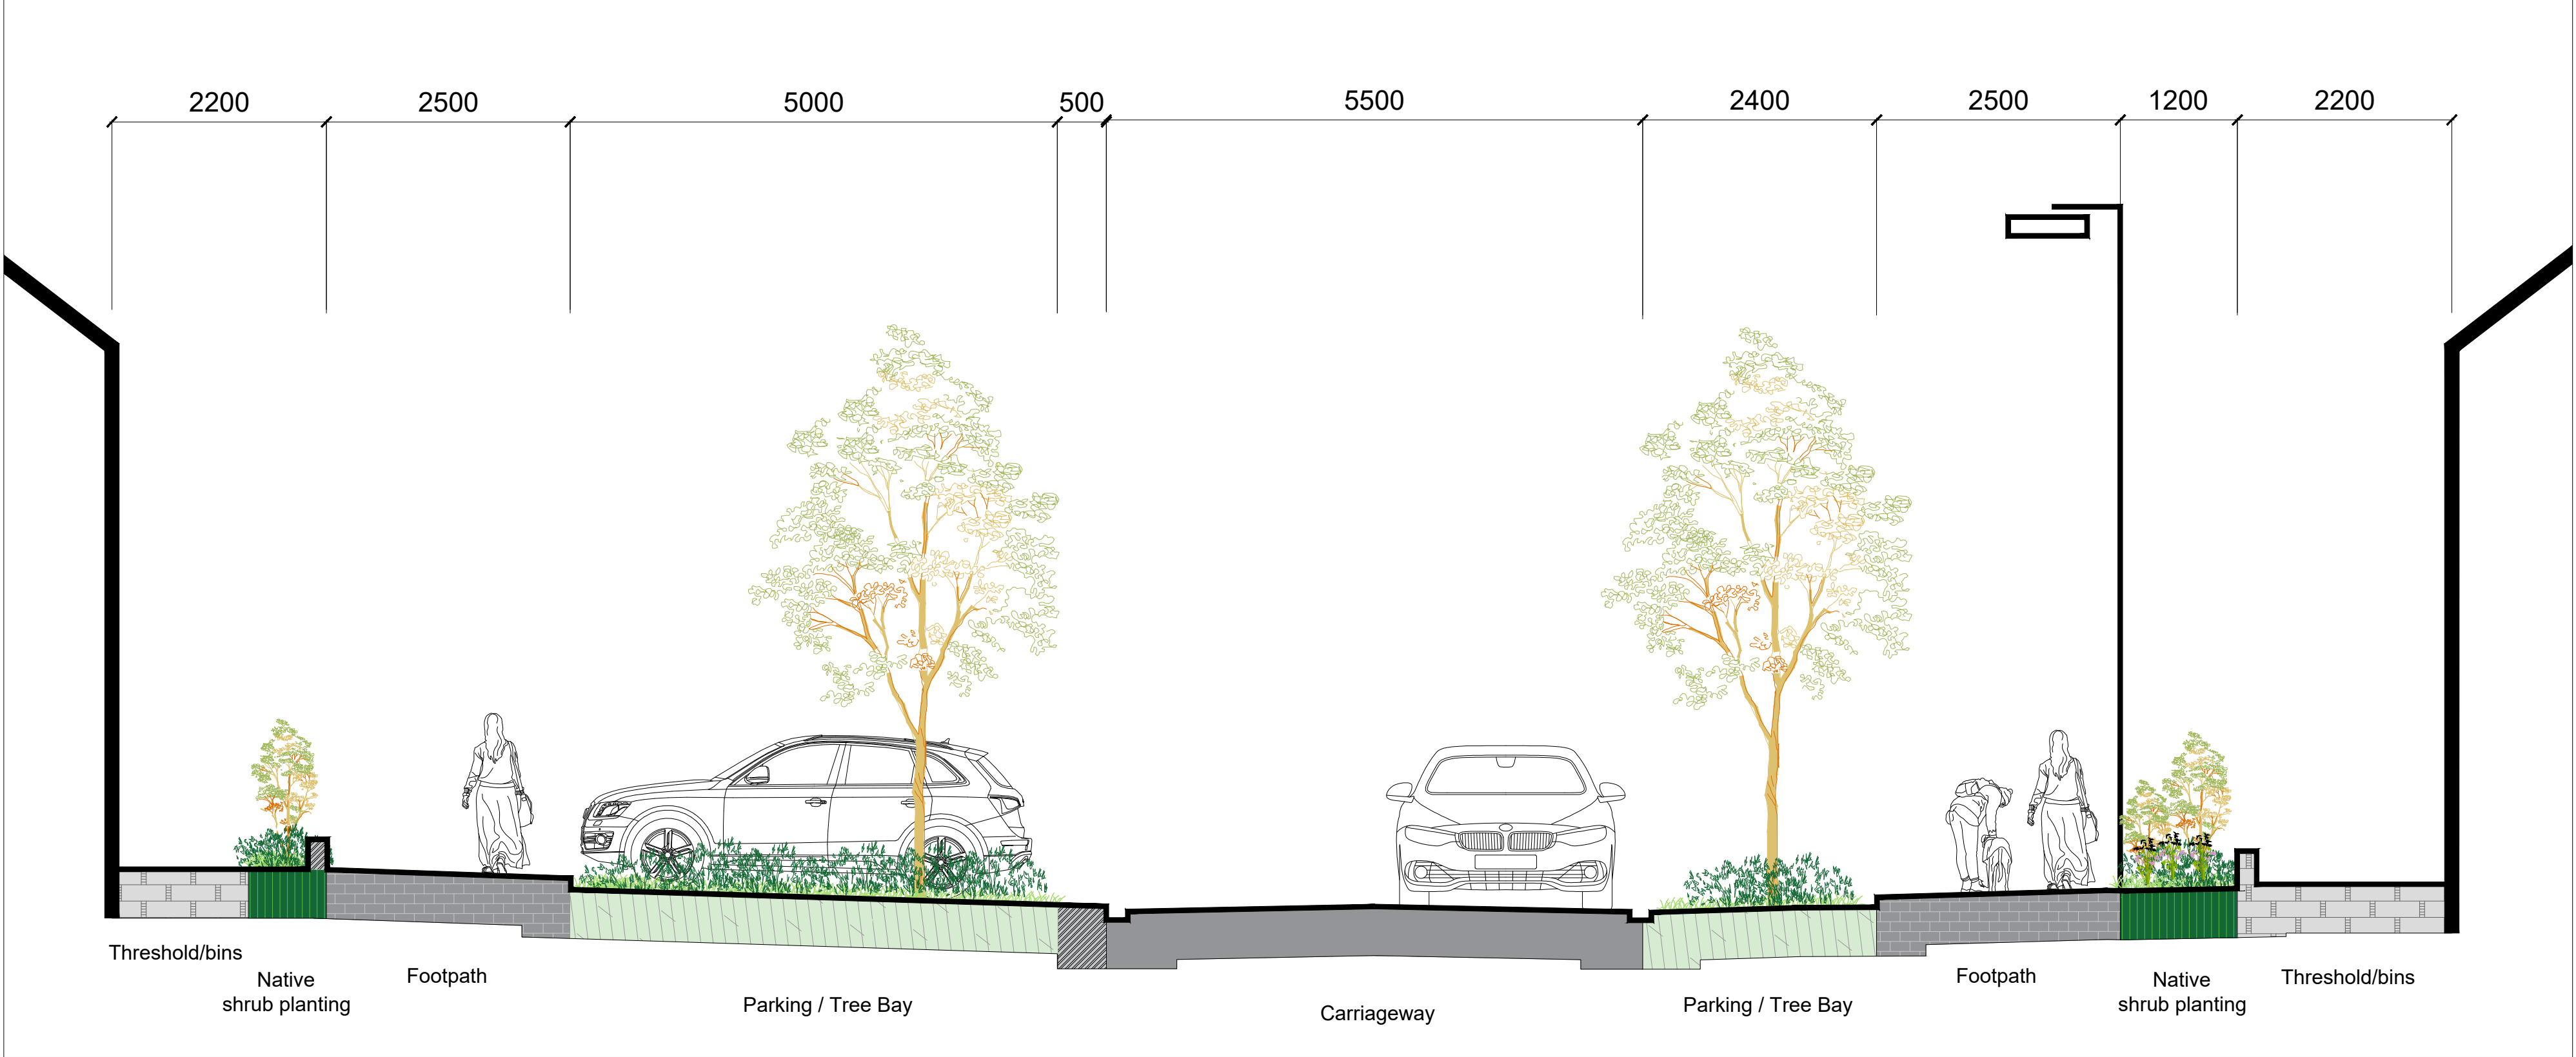 2200
2500
5000
500
5500
2400
2500
1200
2200
Threshold/bins
Native
shrub planting
Footpath
Parking / Tree Bay
Carriageway
Parking / Tree Bay
Footpath
Native
shrub planting
Threshold/bins